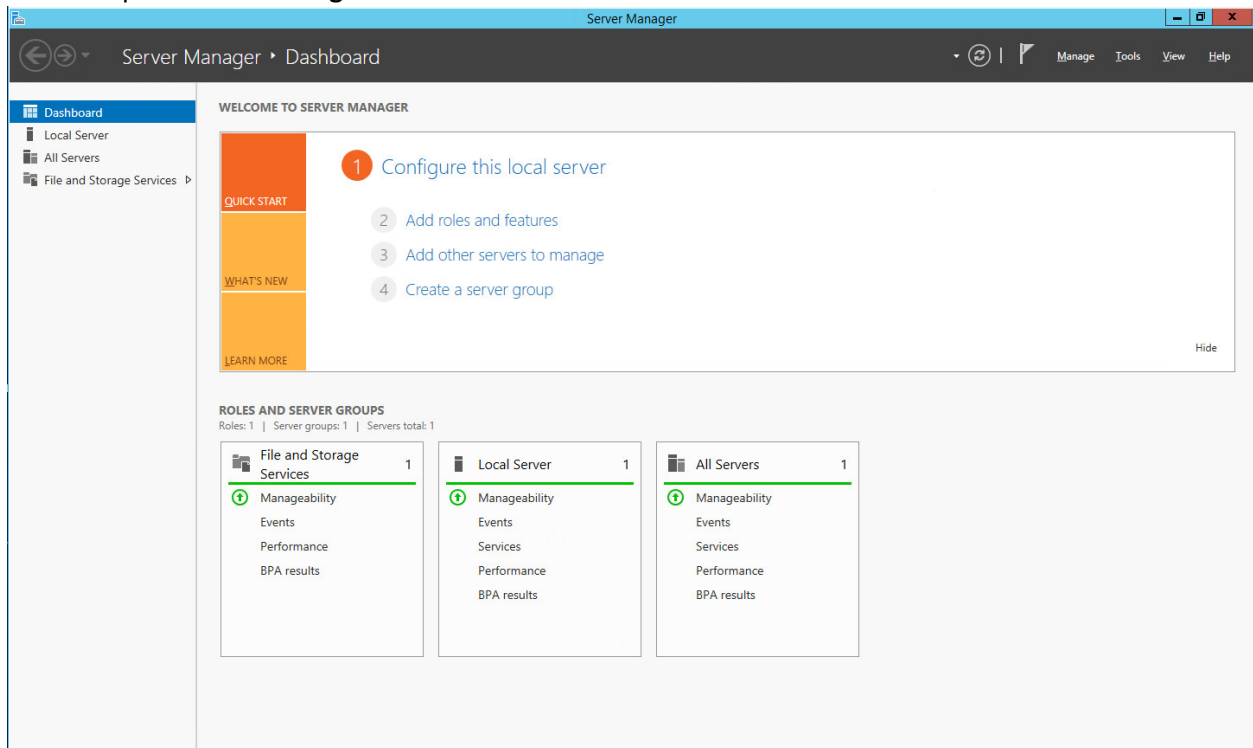 Server Manager
Server Manager • Dashboard
Manage Tools View Help
Dashboard
Local Server
All Servers
File and Storage Services
WELCOME TO SERVER MANAGER
QUICK START
WHAT'S NEW
LEARN MORE
1 Configure this local server
2 Add roles and features
3 Add other servers to manage
4 Create a server group
Hide
ROLES AND SERVER GROUPS
Roles: 1 | Server groups: 1 | Servers total: 1
File and Storage
Services
1
Manageability
Events
Performance
BPA results
Local Server 1
Manageability
Events
Services
Performance
BPA results
All Servers 1
Manageability
Events
Services
Performance
BPA results